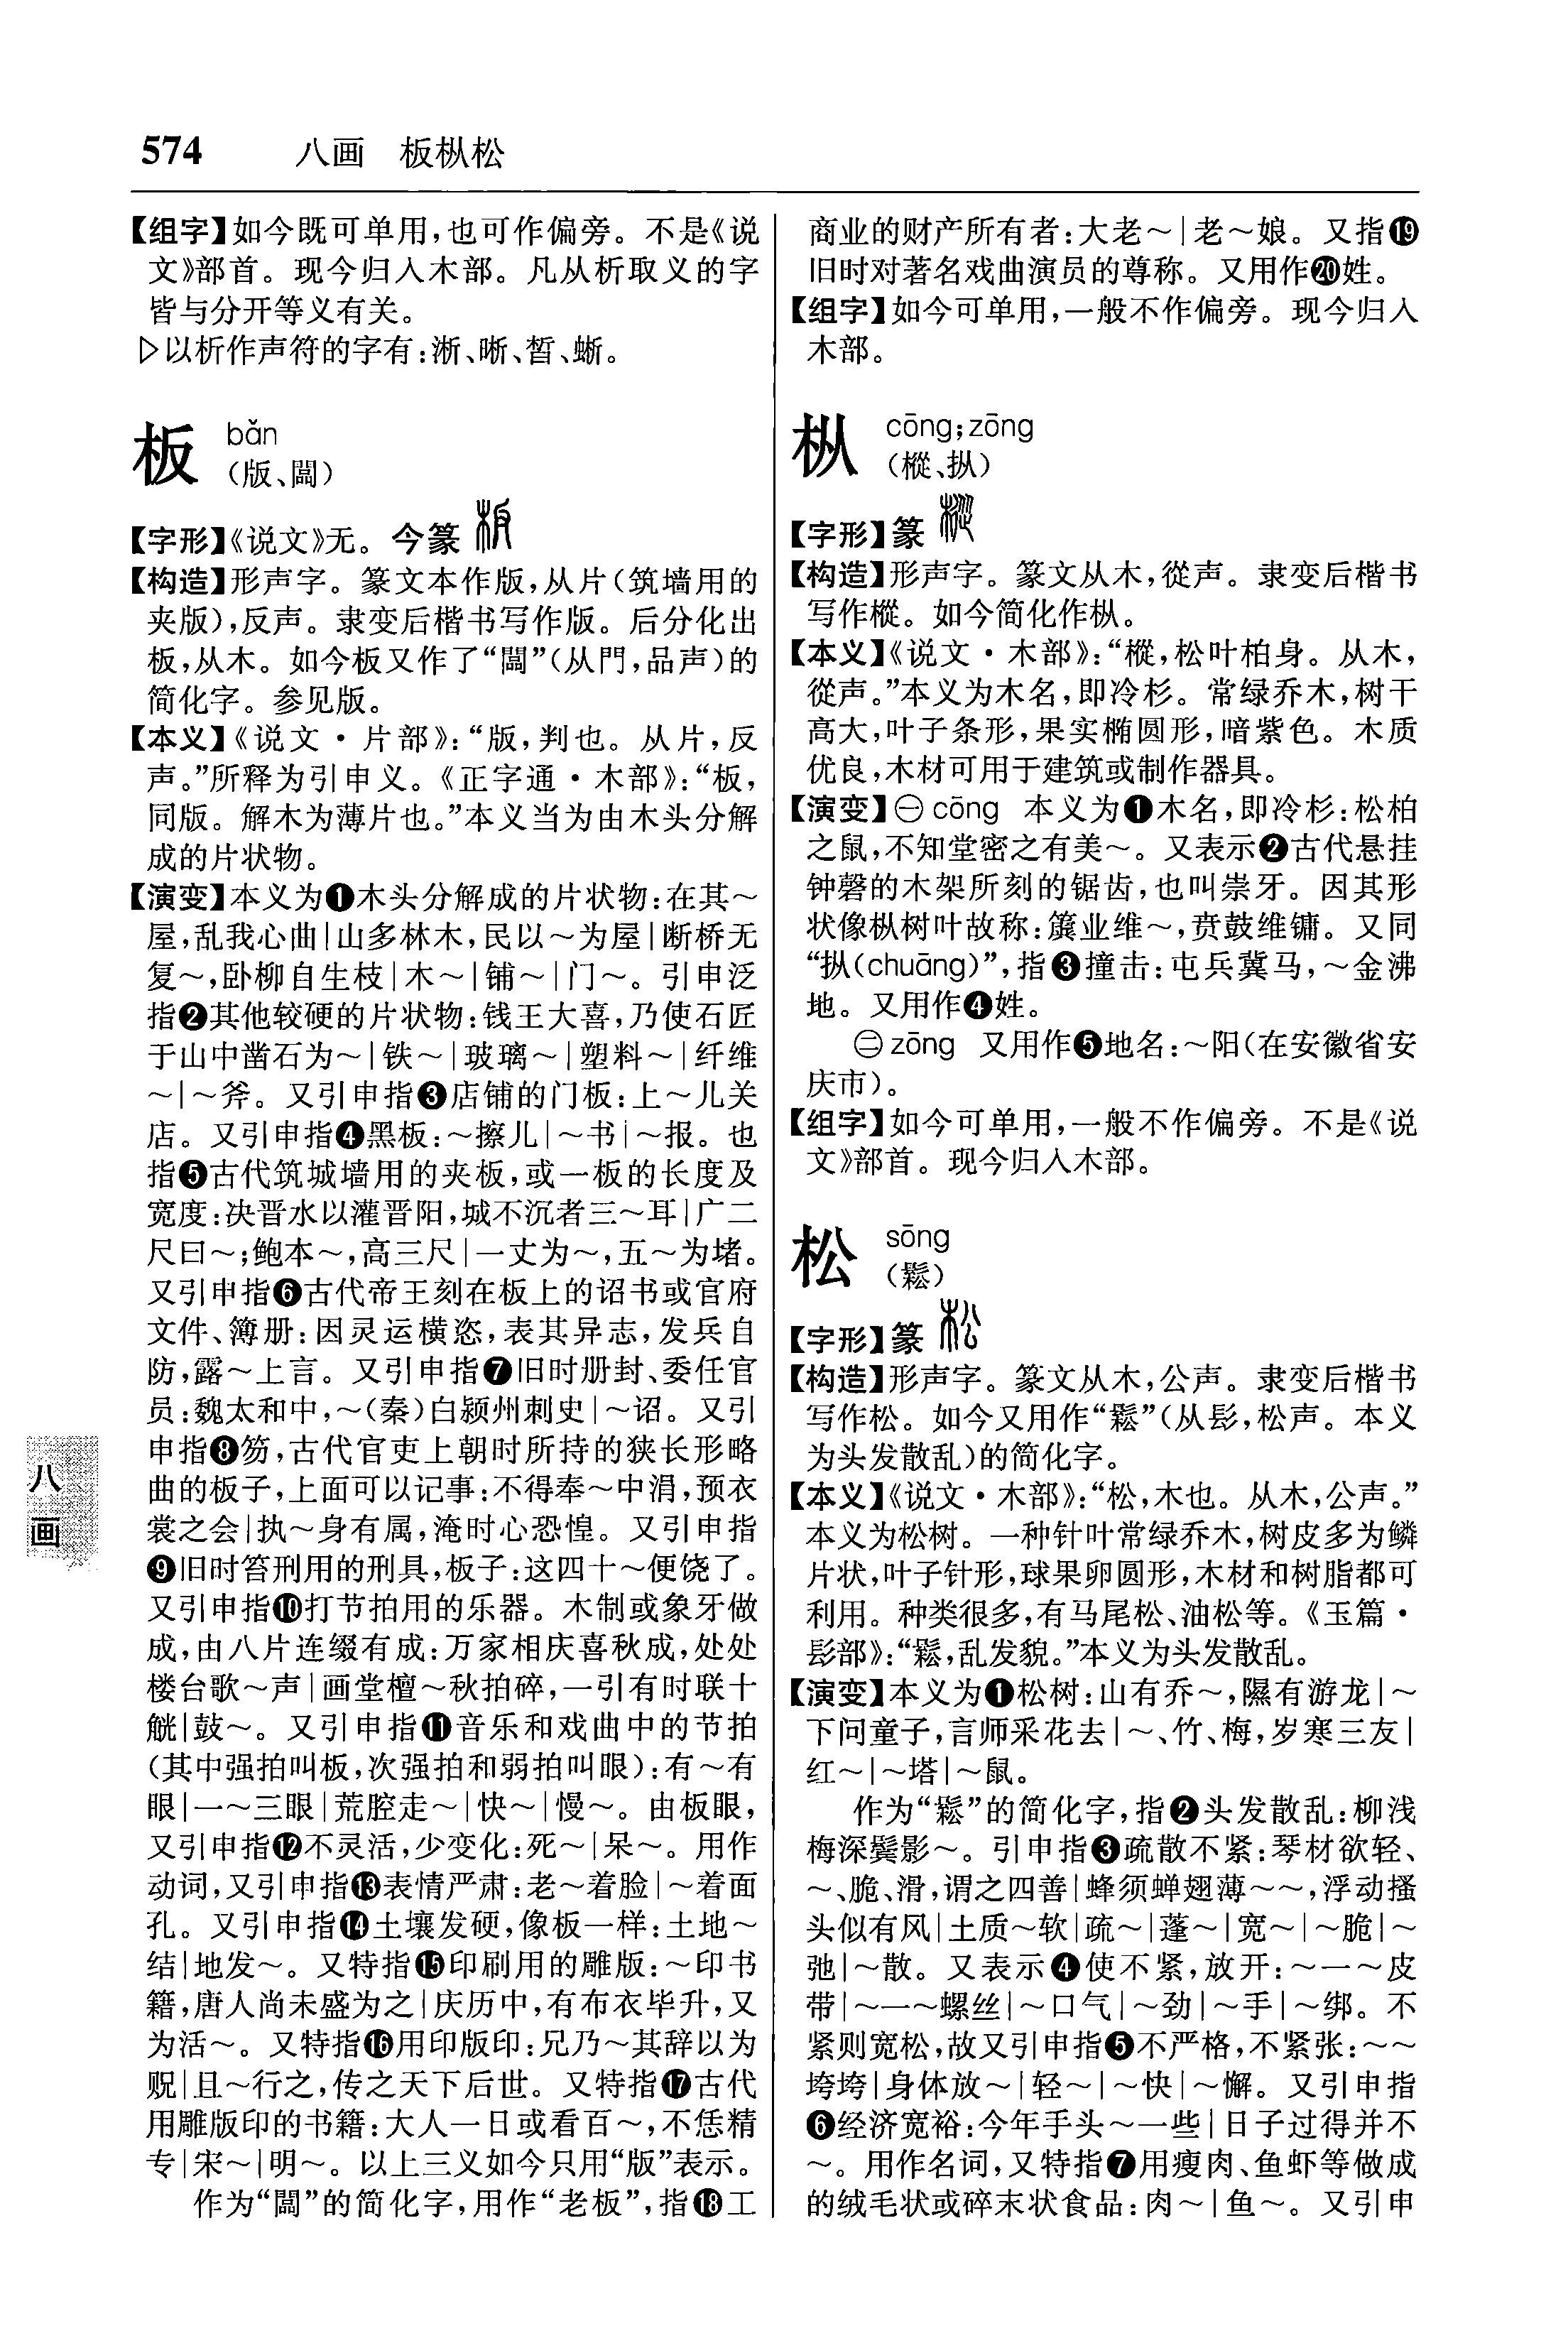 574 八画 板枞松
【组字】如今既可单用,也可作偏旁。不是《说
文》部首。现今归入木部。凡从析取义的字
皆与分开等义有关。
▷以析作声符的字有:淅、晰、皙、蜥。
板 bǎn
(版、闆)
【字形】《说文》无。今篆
【构造】形声字。篆文本作版,从片(筑墙用的
夹版),反声。隶变后楷书写作版。后分化出
板,从木。如今板又作了“闆”(从門,品声)的
简化字。参见版。
【本义】《说文·片部》:“版,判也。从片,反
声。”所释为引申义。《正字通·木部》:“板,
同版。解木为薄片也。”本义当为由木头分解
成的片状物。
【演变】本义为❶木头分解成的片状物:在其～
屋,乱我心曲|山多林木,民以～为屋|断桥无
复～,卧柳自生枝|木～|铺～|门～。引申泛
指❷其他较硬的片状物:钱王大喜,乃使石匠
于山中凿石为～|铁～|玻璃～|塑料～|纤维
～|～斧。又引申指❸店铺的门板:上～儿关
店。又引申指❹黑板:～擦儿|～书|～报。也
指❺古代筑城墙用的夹板,或一板的长度及
宽度:决晋水以灌晋阳,城不沉者三～耳|广二
尺曰～;鲍本～,高三尺|一丈为～,五～为堵。
又引申指❻古代帝王刻在板上的诏书或官府
文件、簿册:因灵运横恣,表其异志,发兵自
防,露～上言。又引申指❼旧时册封、委任官
员:魏太和中,～(秦)白颍州刺史|～诏。又引
申指❽笏,古代官吏上朝时所持的狭长形略
曲的板子,上面可以记事:不得奉～中涓,预衣
裳之会|执～身有属,淹时心恐惶。又引申指
❾旧时笞刑用的刑具,板子:这四十～便饶了。
又引申指❿打节拍用的乐器。木制或象牙做
成,由八片连缀有成:万家相庆喜秋成,处处
楼台歌～声|画堂檀～秋拍碎,一引有时联十
觥|鼓～。又引申指⓫音乐和戏曲中的节拍
(其中强拍叫板,次强拍和弱拍叫眼):有～有
眼|一～三眼|荒腔走～|快～|慢～。由板眼,
又引申指⓬不灵活,少变化:死～|呆～。用作
动词,又引申指⓭表情严肃:老～着脸|～着面
孔。又引申指⓮土壤发硬,像板一样:土地～
结|地发～。又特指⓯印刷用的雕版:～印书
籍,唐人尚未盛为之|庆历中,有布衣毕升,又
为活～。又特指⓰用印版印:兄乃～其辞以为
贶|且～行之,传之天下后世。又特指⓱古代
用雕版印的书籍:大人一日或看百～,不恁精
专|宋～|明～。以上三义如今只用“版”表示。
作为“闆”的简化字,用作“老板”,指⓲工
商业的财产所有者:大老～|老～娘。又指⓳
旧时对著名戏曲演员的尊称。又用作⓴姓。
【组字】如今可单用,一般不作偏旁。现今归入
木部。
枞 cōng;zōng
(樅、㧐)
【字形】篆
【构造】形声字。篆文从木,從声。隶变后楷书
写作樅。如今简化作枞。
【本义】《说文·木部》:“樅,松叶柏身。从木,
從声。”本义为木名,即冷杉。常绿乔木,树干
高大,叶子条形,果实椭圆形,暗紫色。木质
优良,木材可用于建筑或制作器具。
【演变】㊀cōng 本义为❶木名,即冷杉:松柏
之鼠,不知堂密之有美～。又表示❷古代悬挂
钟磬的木架所刻的锯齿,也叫崇牙。因其形
状像枞树叶故称:簴业维～,贲鼓维镛。又同
“㧐(chuāng)”,指❸撞击:屯兵冀马,～金沸
地。又用作❹姓。
㊁zōng 又用作❺地名:～阳(在安徽省安
庆市)。
【组字】如今可单用,一般不作偏旁。不是《说
文》部首。现今归入木部。
松 sōng
(鬆)
【字形】篆
【构造】形声字。篆文从木,公声。隶变后楷书
写作松。如今又用作“鬆”(从髟,松声。本义
为头发散乱)的简化字。
【本义】《说文·木部》:“松,木也。从木,公声。”
本义为松树。一种针叶常绿乔木,树皮多为鳞
片状,叶子针形,球果卵圆形,木材和树脂都可
利用。种类很多,有马尾松、油松等。《玉篇·
髟部》:“鬆,乱发貌。”本义为头发散乱。
【演变】本义为❶松树:山有乔～,隰有游龙|～
下问童子,言师采花去|～、竹、梅,岁寒三友|
红～|～塔|～鼠。
作为“鬆”的简化字,指❷头发散乱:柳浅
梅深鬓影～。引申指❸疏散不紧:琴材欲轻、
～、脆、滑,谓之四善|蜂须蝉翅薄～～,浮动搔
头似有风|土质～软|疏～|蓬～|宽～|～脆|～
弛|～散。又表示❹使不紧,放开:～一～皮
带|～一～螺丝|～口气|～劲|～手|～绑。不
紧则宽松,故又引申指❺不严格,不紧张:～～
垮垮|身体放～|轻～|～快|～懈。又引申指
❻经济宽裕:今年手头～一些|日子过得并不
～。用作名词,又特指❼用瘦肉、鱼虾等做成
的绒毛状或碎末状食品:肉～|鱼～。又引申
八
画